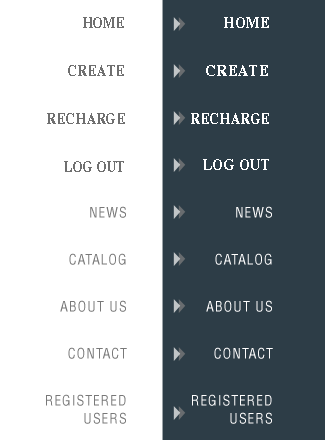 HOME
CREATE
RECHARGE
LOG OUT
NEWS
CATALOG
ABOUT US
CONTACT
REGISTERED
USERS
HOME
CREATE
RECHARGE
LOG OUT
NEWS
CATALOG
ABOUT US
CONTACT
REGISTERED
USERS